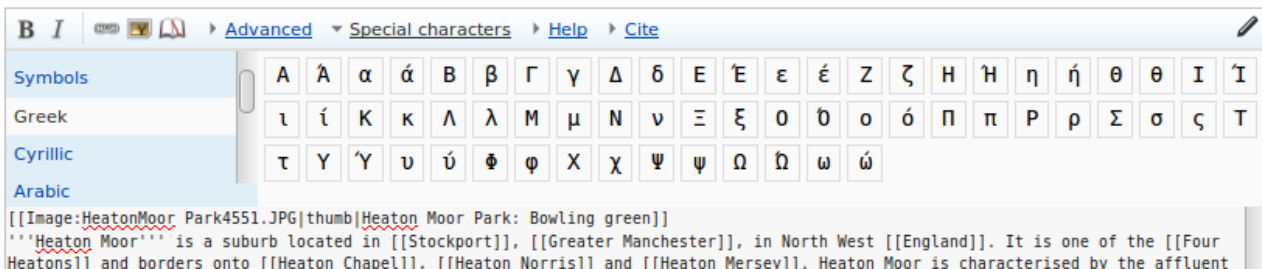 B I Advanced Special characters Help Cite
Symbols
Greek
Cyrillic
Arabic
Α Ά α ά Β β Γ γ Δ δ Ε Έ ε έ Ζ ζ Η Ή η ή Θ θ Ι Ί
ι ί Κ κ Λ λ Μ μ Ν ν Ξ ξ Ο Ό ο ό Π π Ρ ρ Σ σ ς Τ
τ Υ Ύ υ ύ Φ φ Χ χ Ψ ψ Ω Ώ ω ώ
[[Image:HeatonMoor Park4551.JPG|thumb|Heaton Moor Park: Bowling green]]
'''Heaton Moor''' is a suburb located in [[Stockport]], [[Greater Manchester]], in North West [[England]]. It is one of the [[Four
Heatons]] and borders onto [[Heaton Chapel]], [[Heaton Norris]] and [[Heaton Mersey]]. Heaton Moor is characterised by the affluent